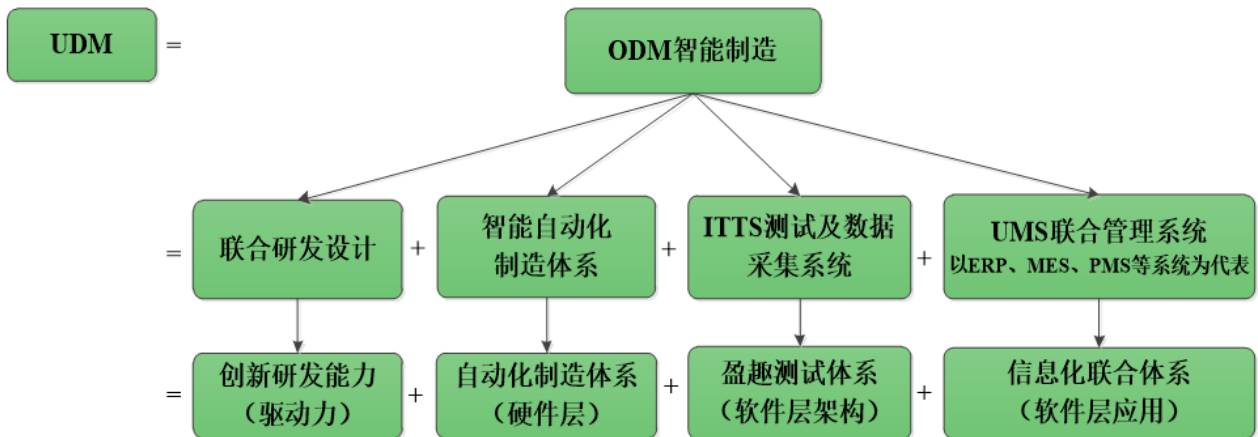 UDM
=
ODM智能制造
=
联合研发设计
+
智能自动化
制造体系
+
ITTS测试及数据
采集系统
+
UMS联合管理系统
以ERP、MES、PMS等系统为代表
=
创新研发能力
（驱动力）
+
自动化制造体系
（硬件层）
+
盈趣测试体系
（软件层架构）
+
信息化联合体系
（软件层应用）